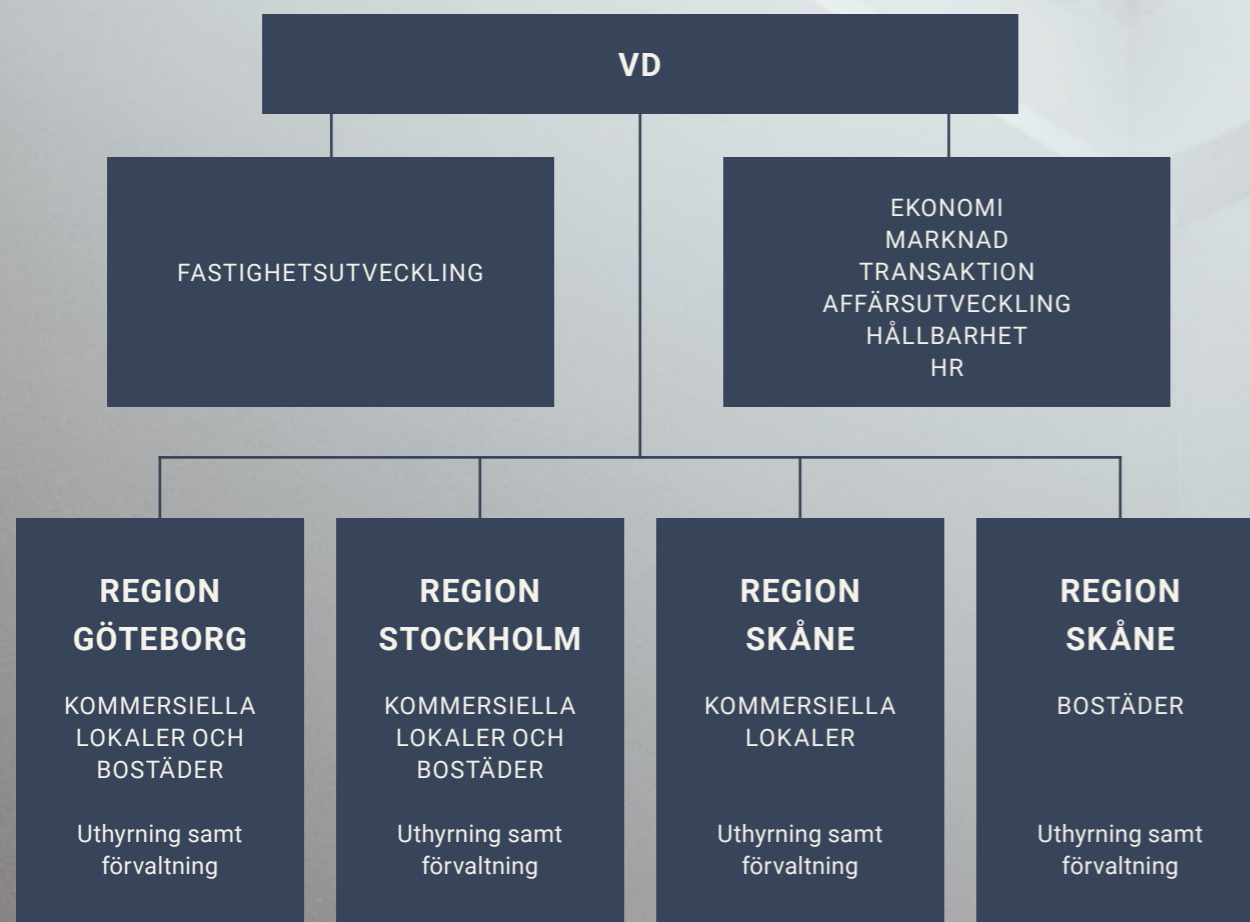 VD
FASTIGHETSUTVECKLING
EKONOMI
MARKNAD
TRANSAKTION
AFFÄRSUTVECKLING
HÅLLBARHET
HR
REGION
GÖTEBORG
KOMMERSIELLA
LOKALER OCH
BOSTÄDER
Uthyrning samt
förvaltning
REGION
STOCKHOLM
KOMMERSIELLA
LOKALER OCH
BOSTÄDER
Uthyrning samt
förvaltning
REGION
SKÅNE
KOMMERSIELLA
LOKALER
Uthyrning samt
förvaltning
REGION
SKÅNE
BOSTÄDER
Uthyrning samt
förvaltning